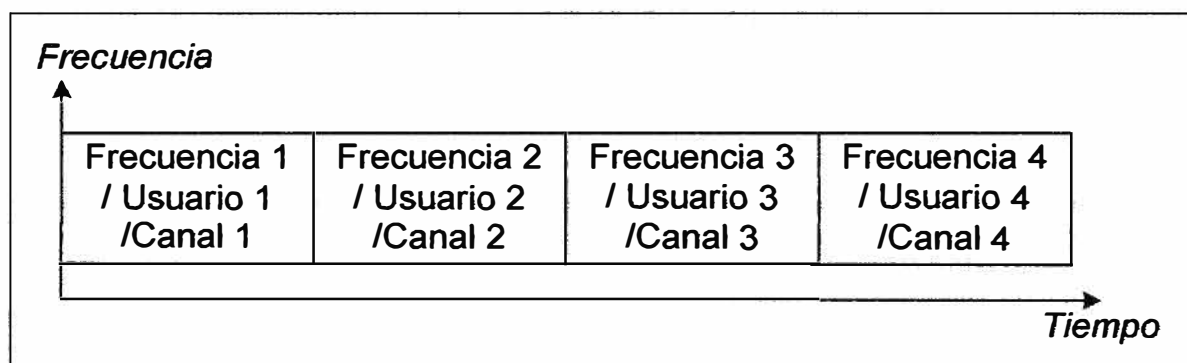 Frecuencia
Frecuencia 1
/ Usuario 1
/Canal 1
Frecuencia 2
/ Usuario 2
/Canal 2
Frecuencia 3
/ Usuario 3
/Canal 3
Frecuencia 4
/ Usuario 4
/Canal 4
Tiempo